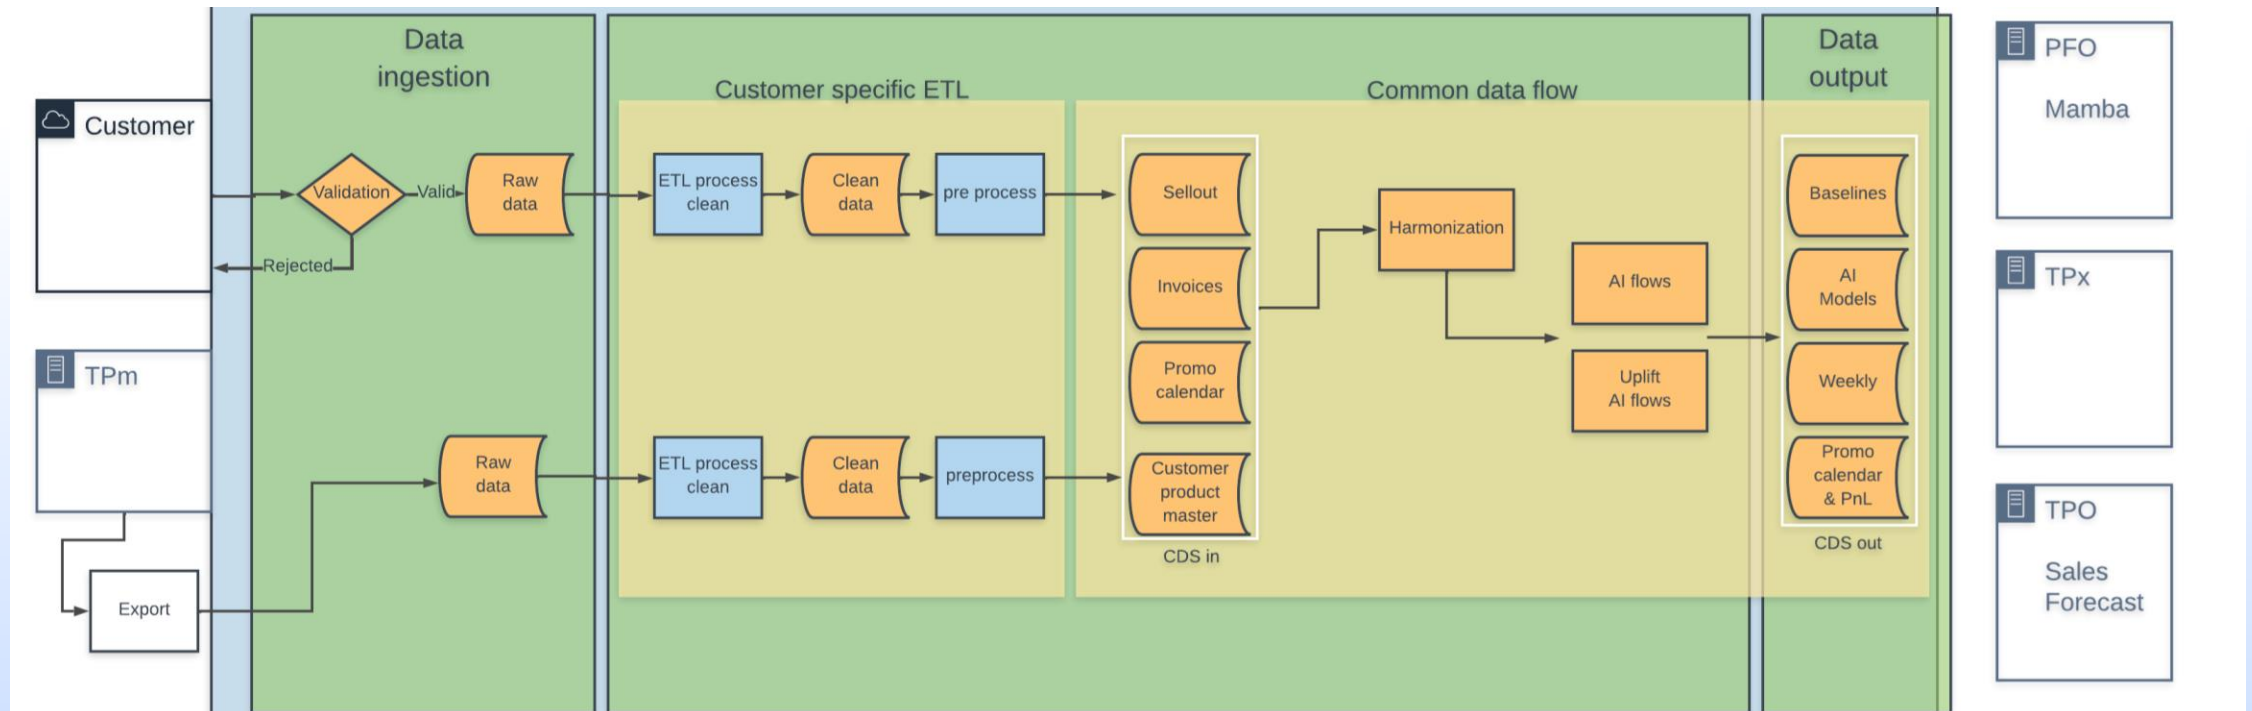 Data
ingestion
Customer specific ETL
Common data flow
Data
output
Customer
Validation
Valid
Raw
data
ETL process
clean
Clean
data
pre process
Rejected
Sellout
Invoices
Promo
calendar
Customer
product
master
CDS in
Harmonization
AI flows
Uplift
AI flows
Baselines
AI
Models
Weekly
Promo
calendar
& PnL
CDS out
TPm
Export
Raw
data
ETL process
clean
Clean
data
preprocess
PFO
Mamba
TPx
TPO
Sales
Forecast